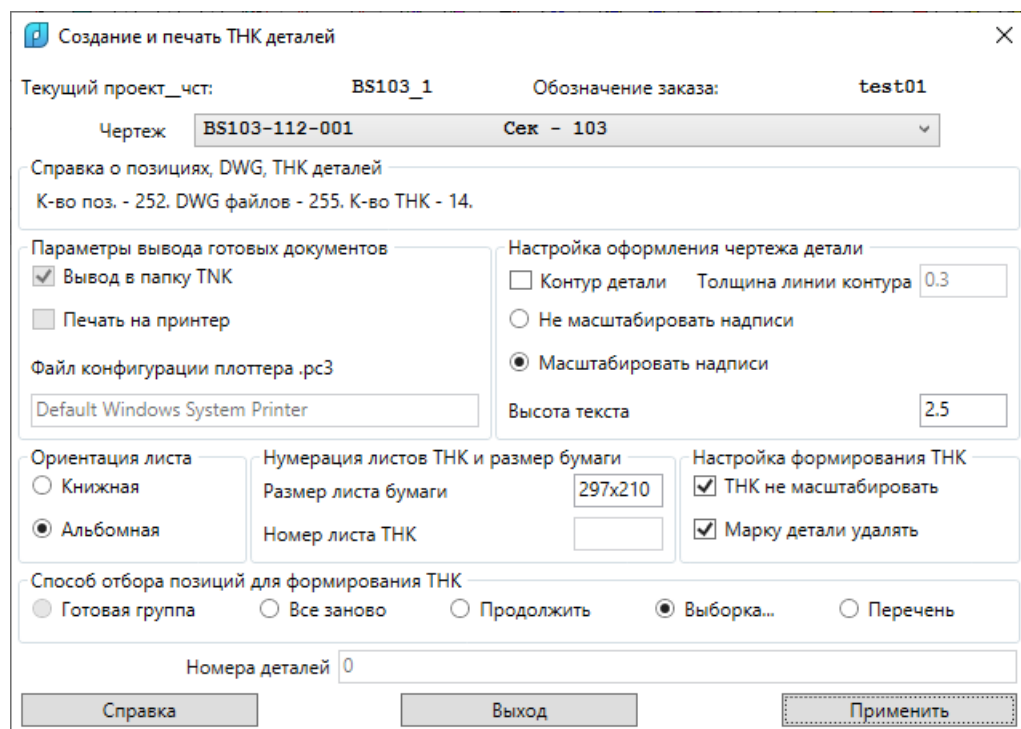 Создание и печать ТНК деталей
Текущий проект_чст: BS103_1 Обозначение заказа: test01
Чертеж BS103-112-001 Сек - 103
Справка о позициях, DWG, ТНК деталей
К-во поз. - 252. DWG файлов - 255. К-во ТНК - 14.
Параметры вывода готовых документов
Вывод в папку TNK
Печать на принтер
Файл конфигурации плоттера .pc3
Default Windows System Printer
Настройка оформления чертежа детали
Контур детали Толщина линии контура 0.3
Не масштабировать надписи
Масштабировать надписи
Высота текста 2.5
Ориентация листа
Книжная
Альбомная
Нумерация листов ТНК и размер бумаги
Размер листа бумаги 297x210
Номер листа ТНК
Настройка формирования ТНК
ТНК не масштабировать
Марку детали удалять
Способ отбора позиций для формирования ТНК
Готовая группа Все заново Продолжить Выборка... Перечень
Номера деталей 0
Справка Выход Применить